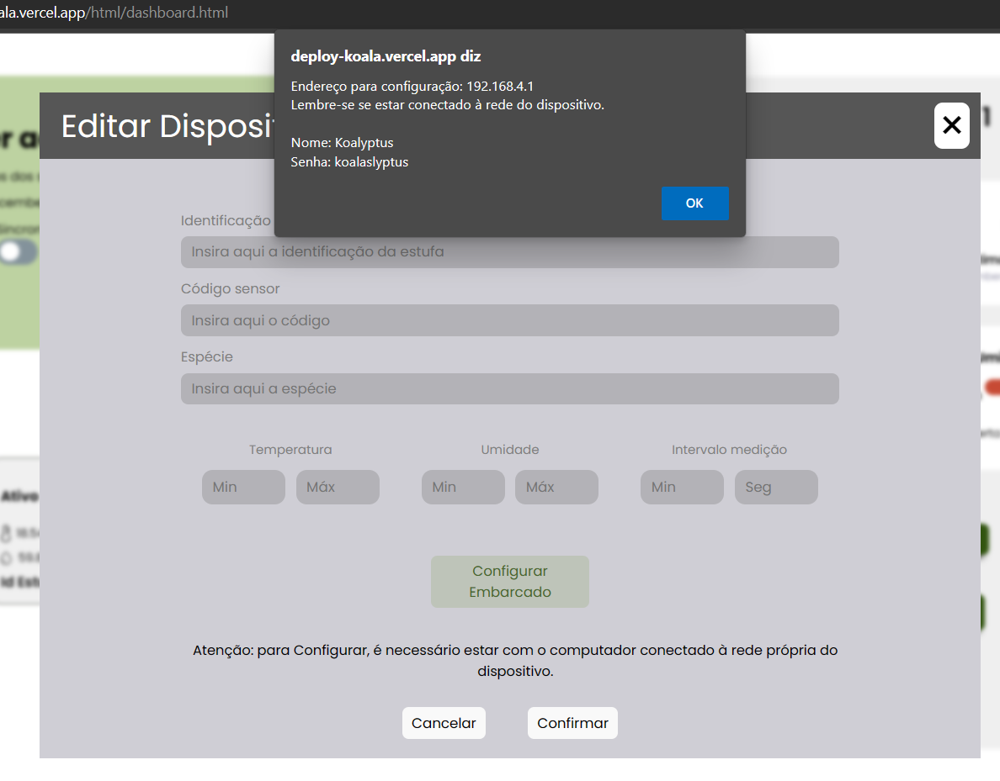 ala.vercel.app/html/dashboard.html
deploy-koala.vercel.app diz
Endereço para configuração: 192.168.4.1
Lembre-se se estar conectado à rede do dispositivo.
Nome: Koalyptus
Senha: koalaslyptus
OK
Editar Disposit
Identificação
Insira aqui a identificação da estufa
Código sensor
Insira aqui o código
Espécie
Insira aqui a espécie
Temperatura Umidade Intervalo medição
Min Máx Min Máx Min Seg
Configurar
Embarcado
Atenção: para Configurar, é necessário estar com o computador conectado à rede própria do
dispositivo.
Cancelar Confirmar
Ativo
Id Est